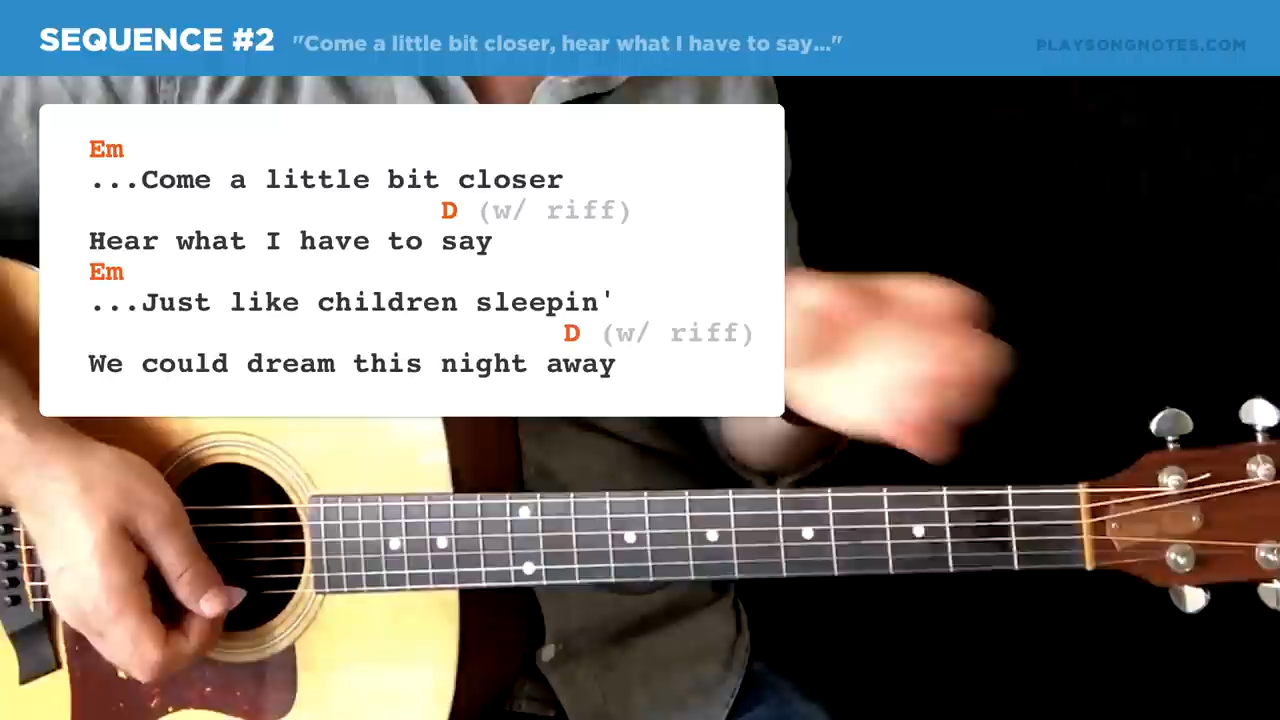 SEQUENCE #2 "Come a little bit closer, hear what I have to say..." PLAYSONGNOTES.COM
Em
...Come a little bit closer
D (w/ riff)
Hear what I have to say
Em
...Just like children sleepin'
D (w/ riff)
We could dream this night away